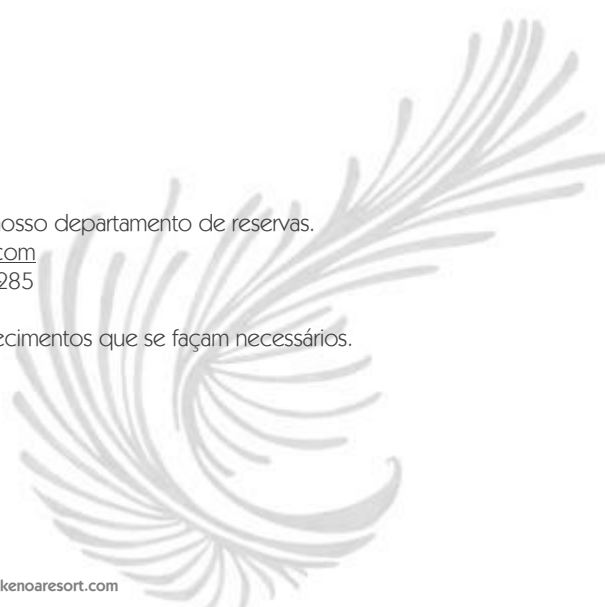 osso departamento de reservas.
com
285
ecimentos que se façam necessários.
kenoaresort.com